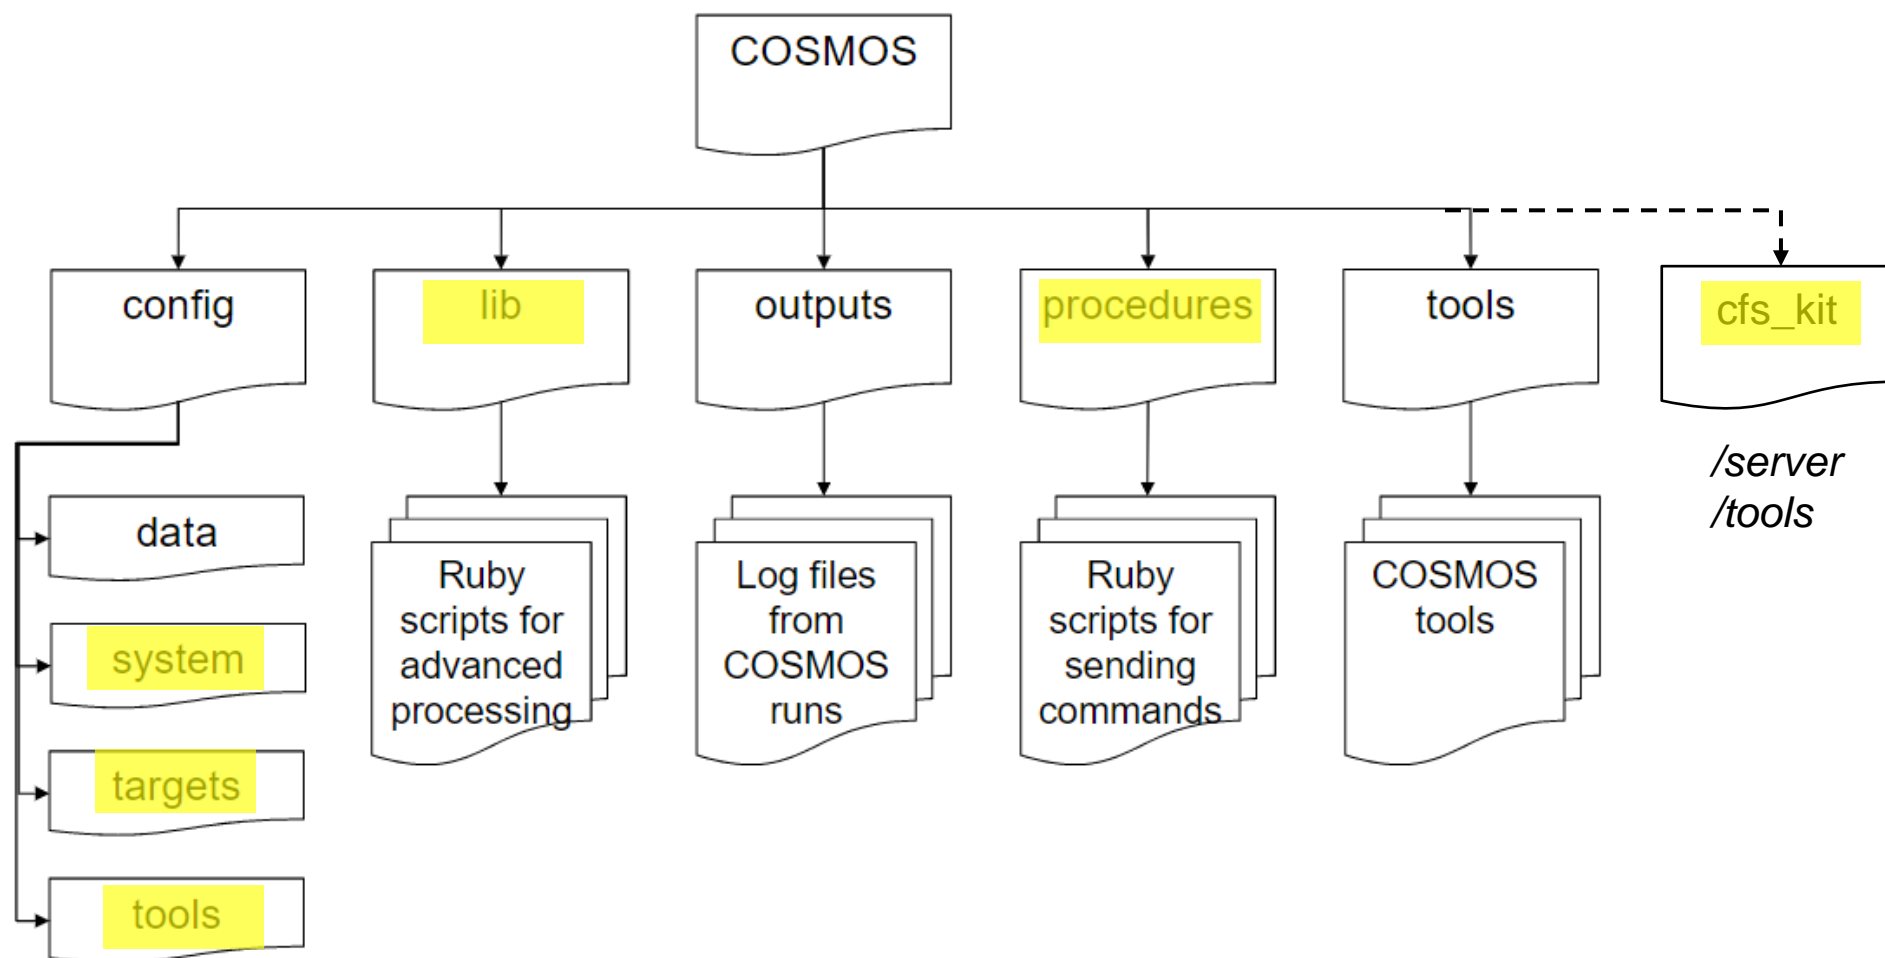 COSMOS
config
lib
outputs
procedures
tools
cfs_kit
/server
/tools
data
system
targets
tools
Ruby
scripts for
advanced
processing
Log files
from
COSMOS
runs
Ruby
scripts for
sending
commands
COSMOS
tools